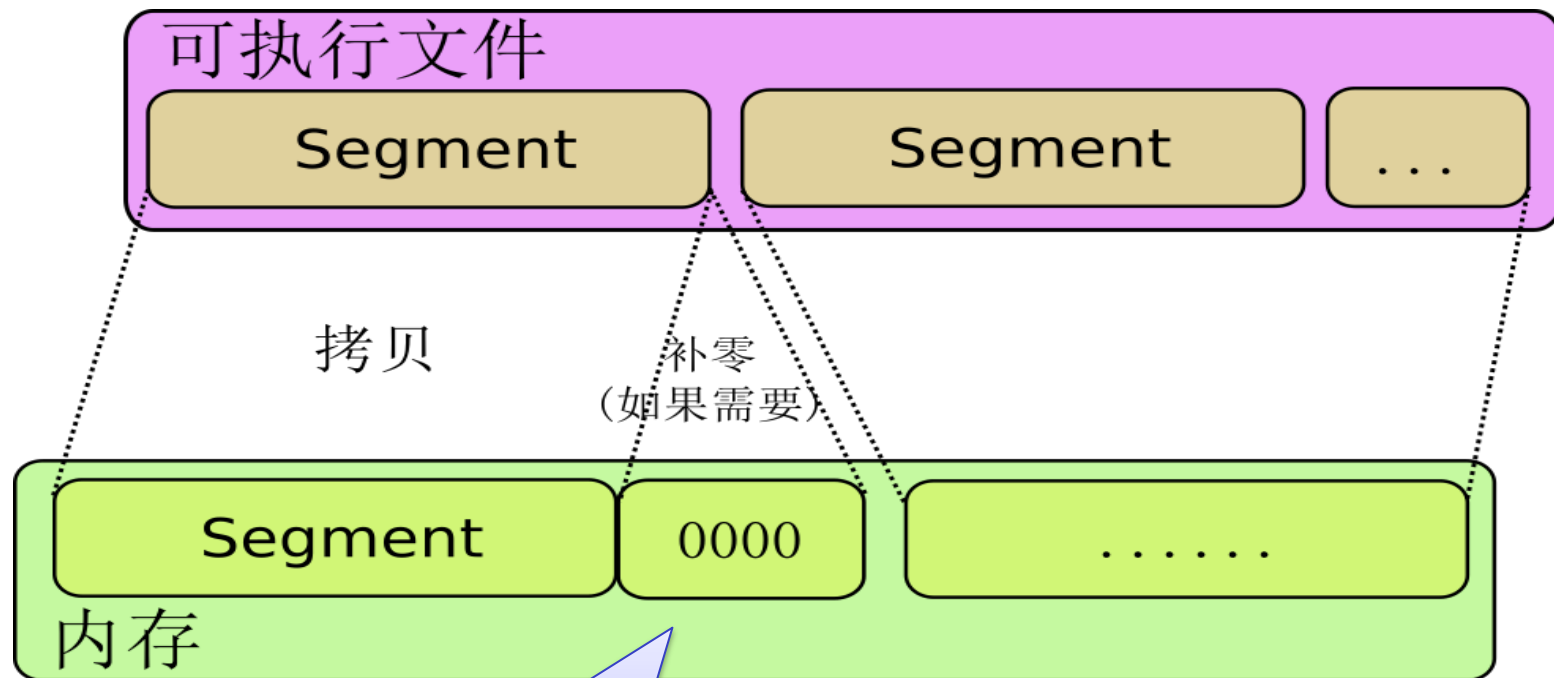 可执行文件
Segment
Segment
...
拷贝
补零
(如果需要)
Segment
0000
......
内存